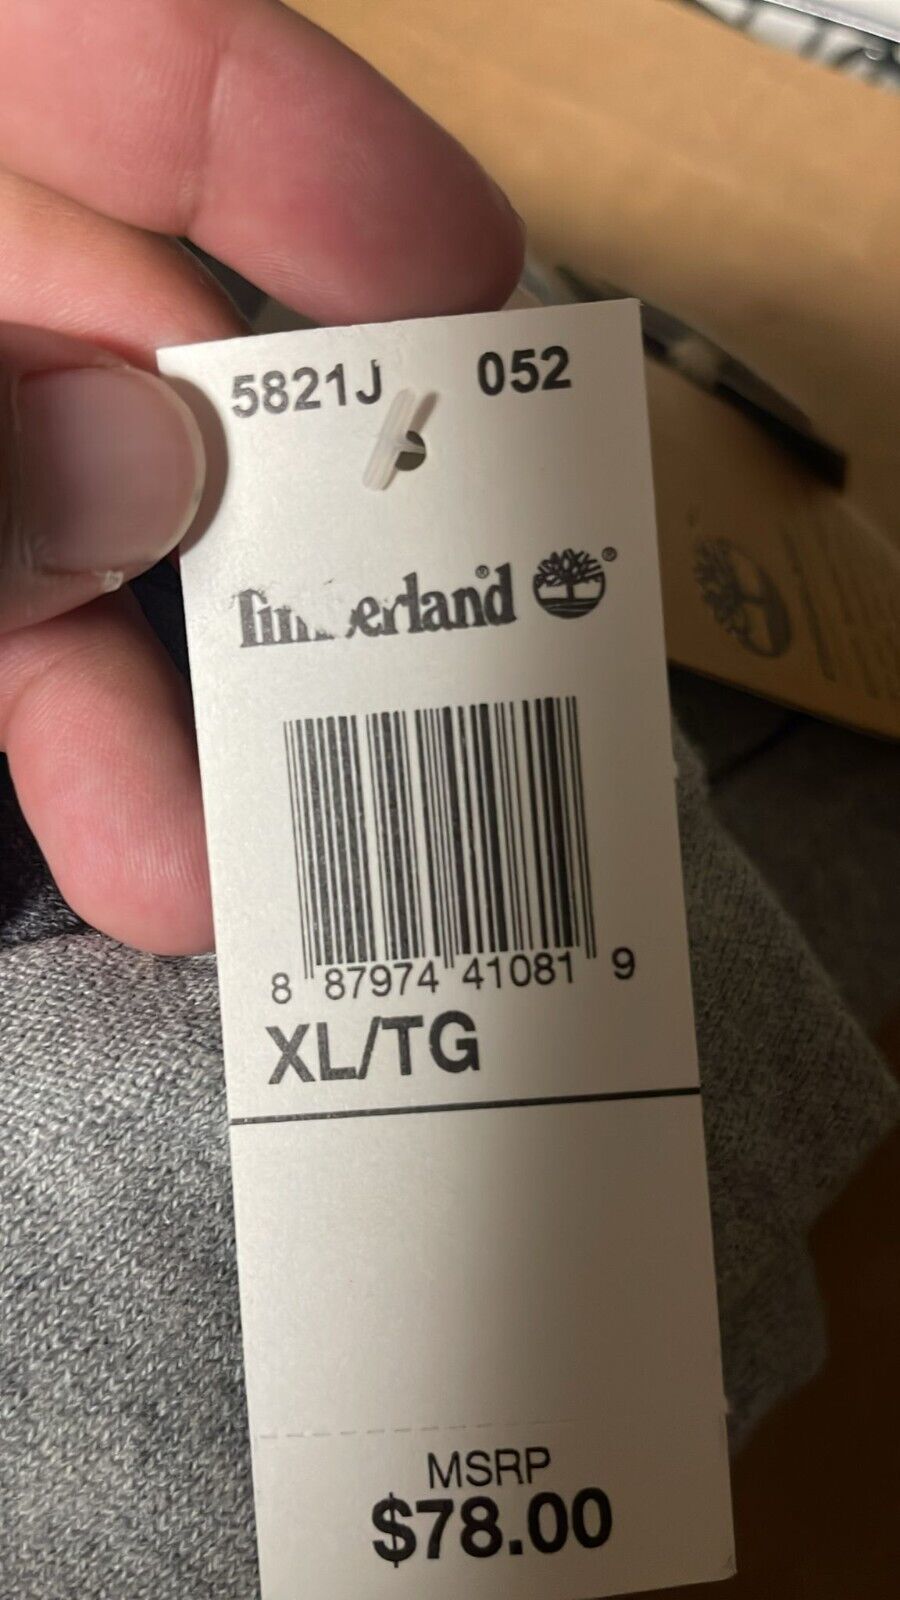 5821J 052
Timberland®
®
8 87974 41081 9
XL/TG
MSRP
$78.00